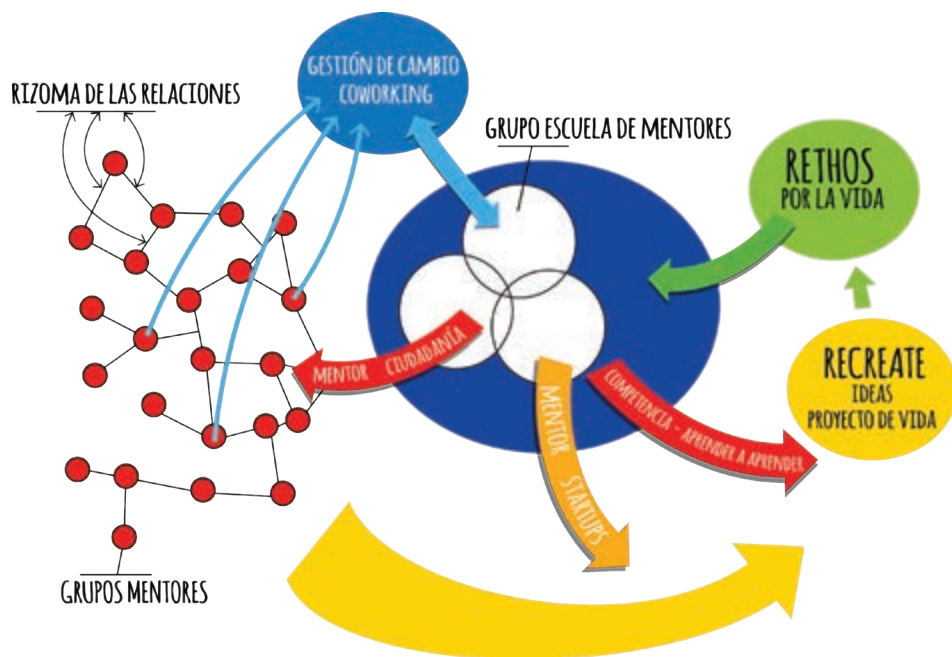 GESTIÓN DE CAMBIO
COWORKING
RIZOMA DE LAS RELACIONES
GRUPO ESCUELA DE MENTORES
RETHOS
POR LA VIDA
MENTOR CIUDADANÍA
RECREATE
IDEAS
PROYECTO DE VIDA
COMPETENCIA - APRENDER A APRENDER
MENTOR STARTUPS
GRUPOS MENTORES